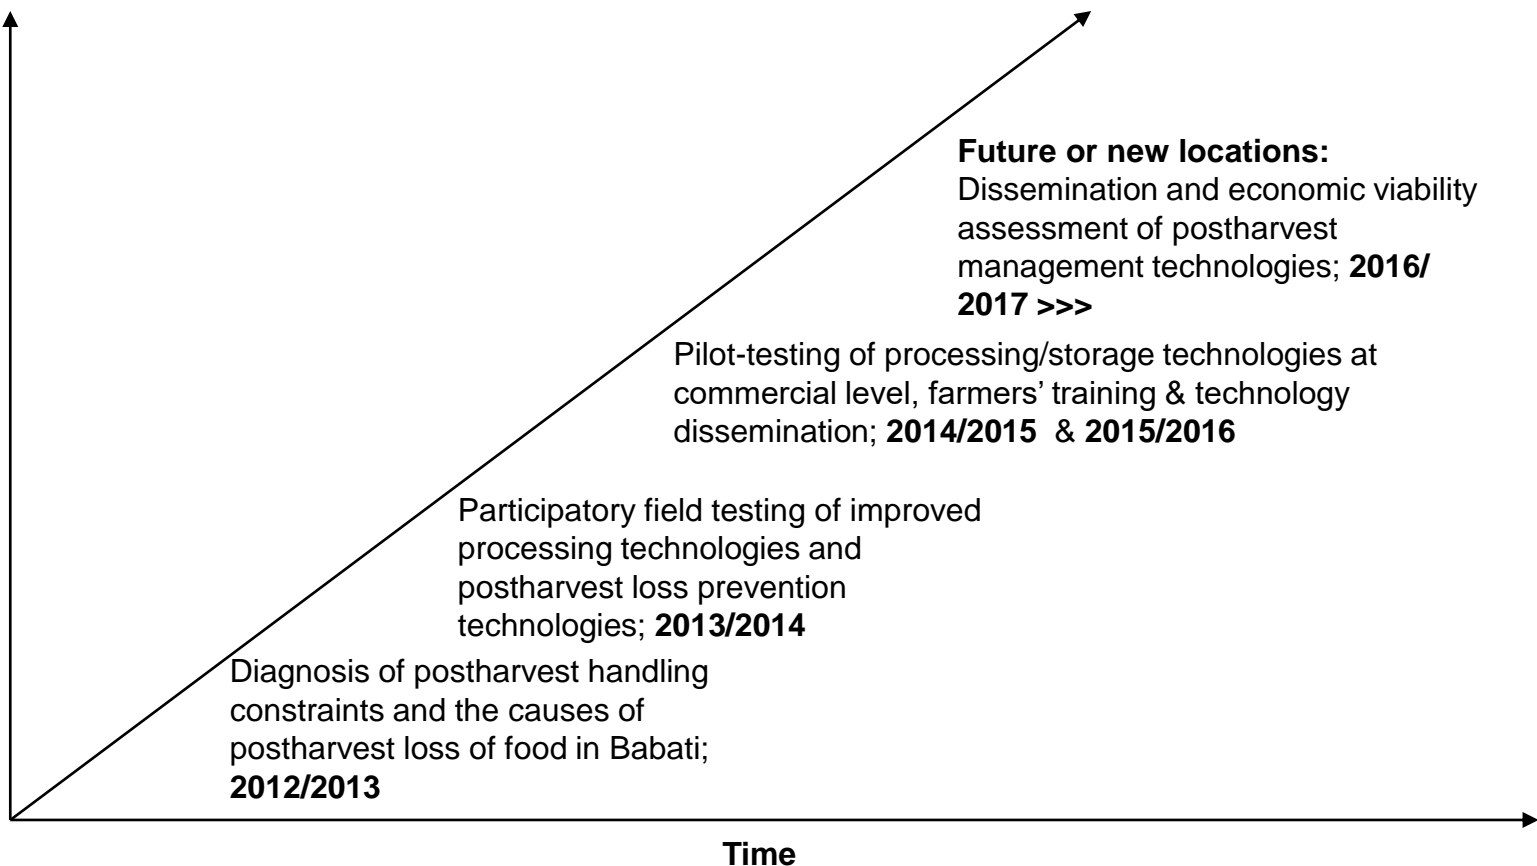 Future or new locations:
Dissemination and economic viability
assessment of postharvest
management technologies; 2016/
2017 >>>
Pilot-testing of processing/storage technologies at
commercial level, farmers’ training & technology
dissemination; 2014/2015 & 2015/2016
Participatory field testing of improved
processing technologies and
postharvest loss prevention
technologies; 2013/2014
Diagnosis of postharvest handling
constraints and the causes of
postharvest loss of food in Babati;
2012/2013
Time